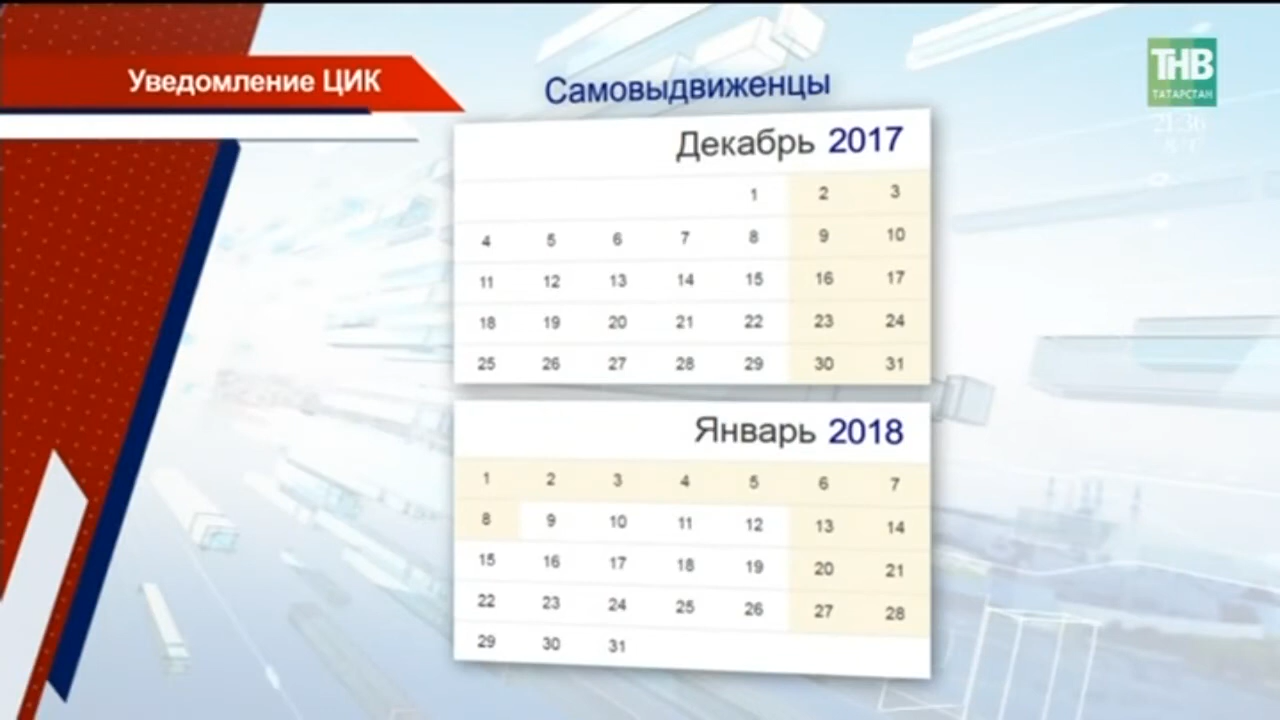 Уведомление ЦИК
Самовыдвиженцы
ТНВ
ТАТАРСТАН
21:36
Декабрь 2017
1 2 3
4 5 6 7 8 9 10
11 12 13 14 15 16 17
18 19 20 21 22 23 24
25 26 27 28 29 30 31
Январь 2018
1 2 3 4 5 6 7
8 9 10 11 12 13 14
15 16 17 18 19 20 21
22 23 24 25 26 27 28
29 30 31